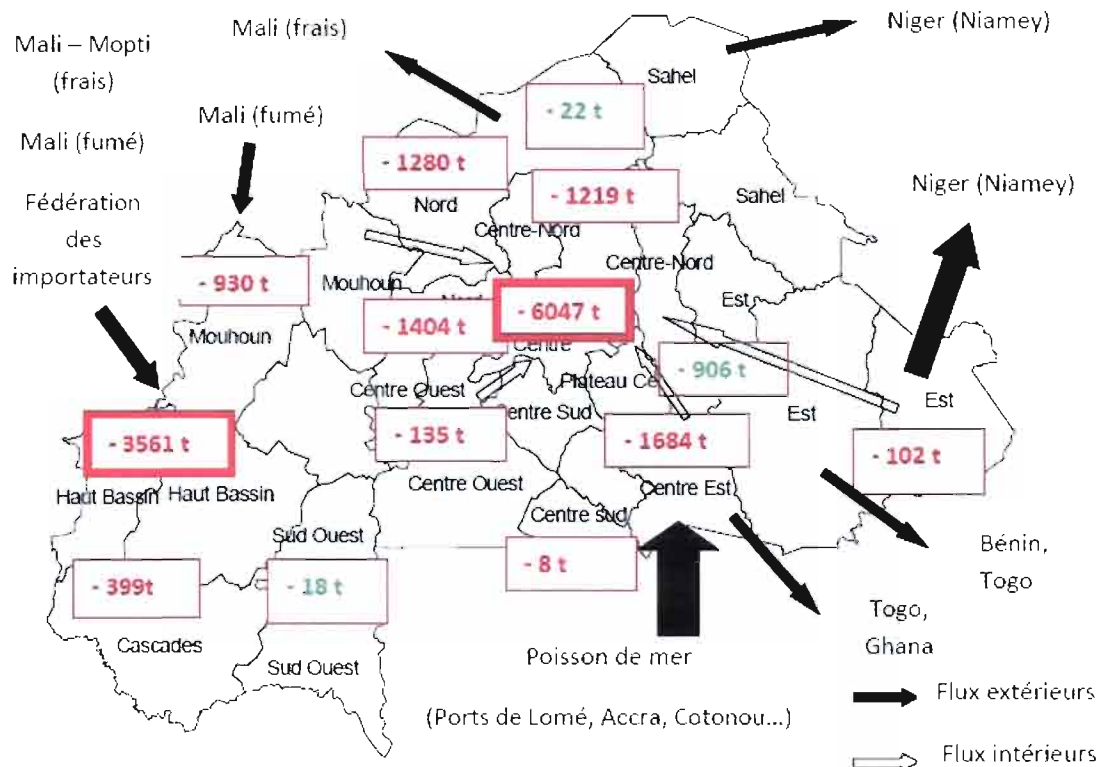 Mali – Mopti
(frais)
Mali (frais)
Niger (Niamey)
Mali (fumé)
Mali (fumé)
Fédération
des
importateurs
Sahel
- 22 t
- 1280 t
Nord
- 1219 t
Centre-Nord
Sahel
Niger (Niamey)
- 930 t
Mouhoun
Mouhoun
Centre-Nord
Est
- 1404 t
- 6047 t
Centre
- 906 t
Centre Ouest
Plateau Ce
Est
Est
- 3561 t
Haut Bassin
Haut Bassin
- 135 t
entre Sud
Centre Ouest
- 1684 t
Centre Est
- 102 t
Sud Ouest
Centre sud
- 8 t
Bénin,
Togo
- 399t
Cascades
- 18 t
Sud Ouest
Poisson de mer
(Ports de Lomé, Accra, Cotonou...)
Togo,
Ghana
Flux extérieurs
Flux intérieurs